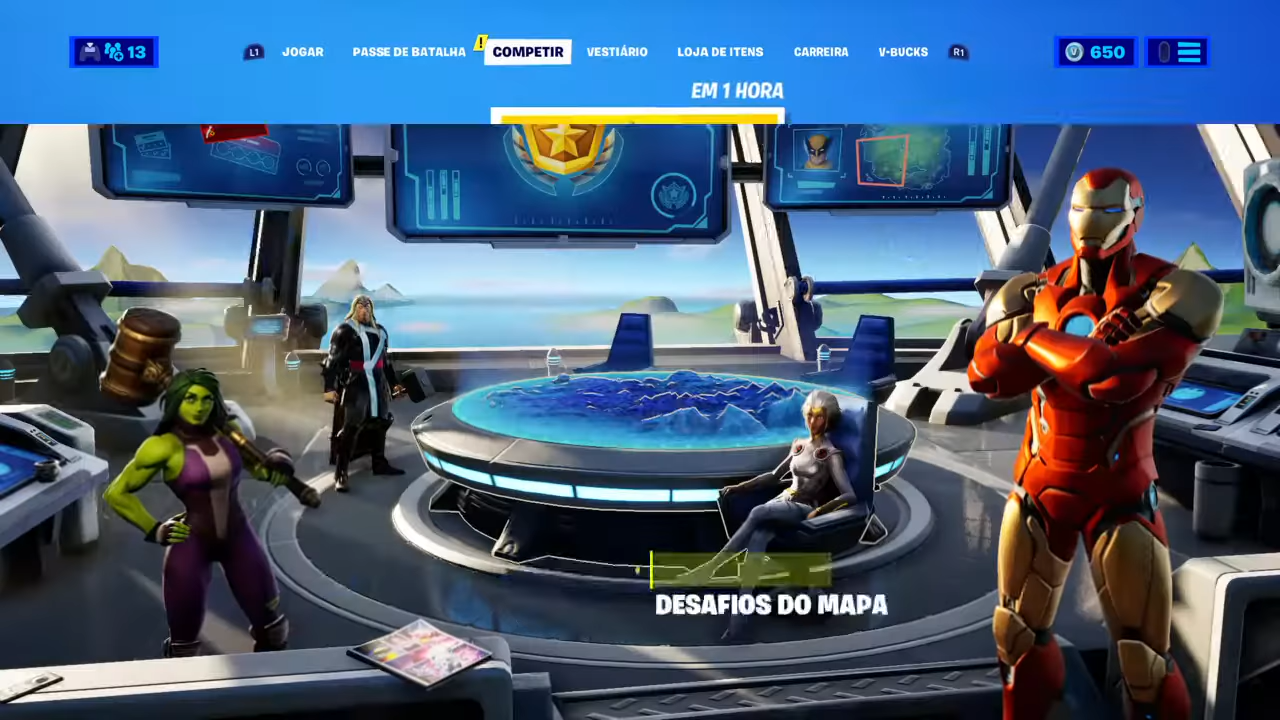 13
L1
JOGAR
PASSE DE BATALHA
!
COMPETIR
VESTIÁRIO
LOJA DE ITENS
CARREIRA
V-BUCKS
R1
650
EM 1 HORA
DESAFIOS DO MAPA